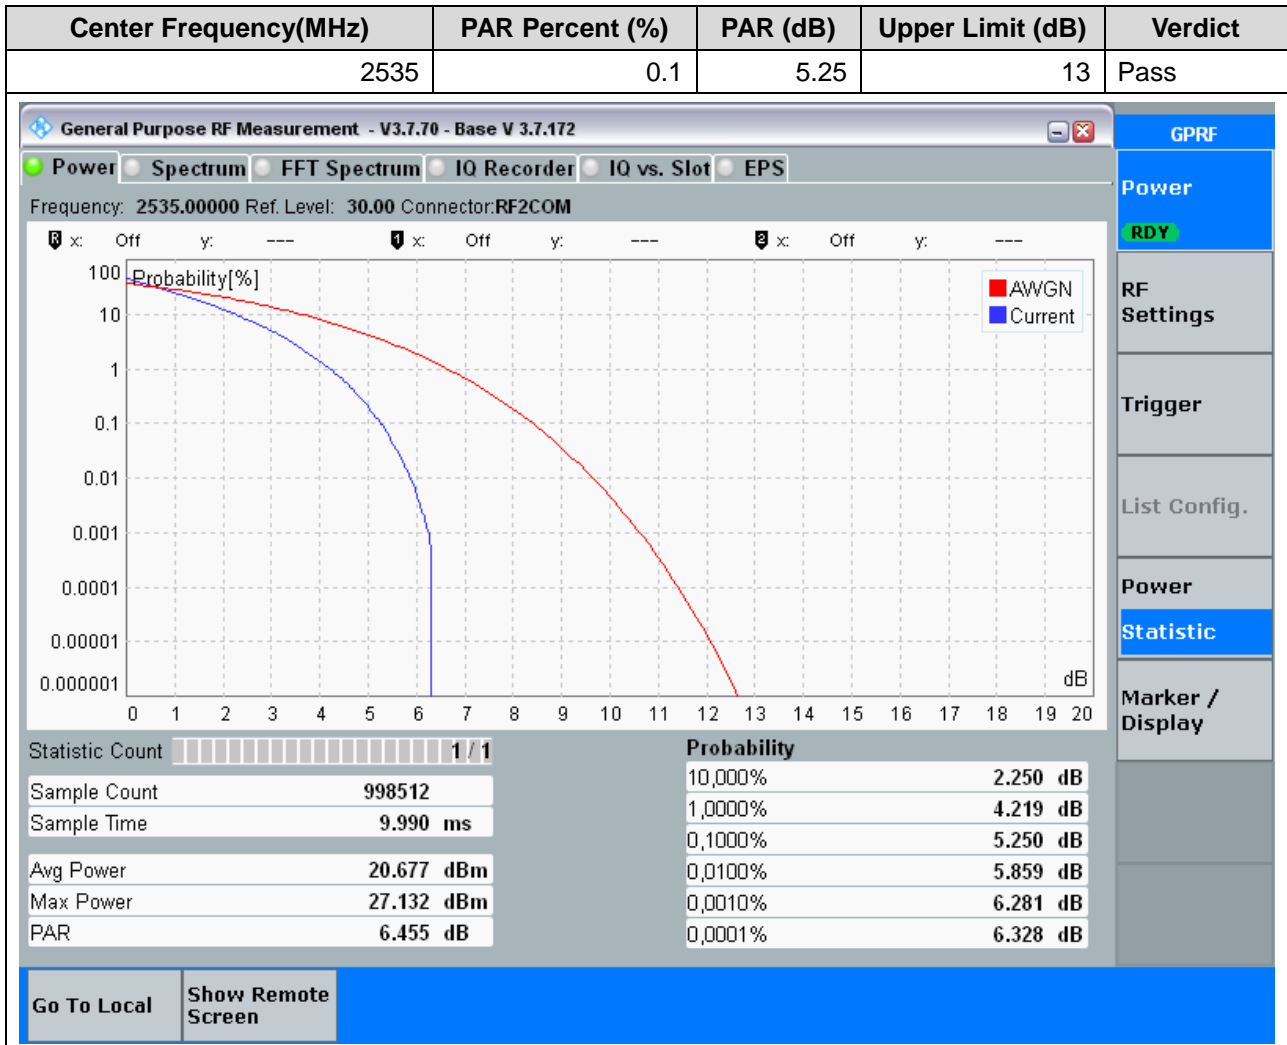 Center Frequency(MHz) PAR Percent (%) PAR (dB) Upper Limit (dB) Verdict
2535 0.1 5.25 13 Pass
General Purpose RF Measurement - V3.7.70 - Base V 3.7.172
GPRF
Power Spectrum FFT Spectrum IQ Recorder IQ vs. Slot EPS
Power
RDY
Frequency: 2535.00000 Ref. Level: 30.00 Connector:RF2COM
R x: Off y: --- 1 x: Off y: --- 2 x: Off y: ---
Probability[%]
AWGN
Current
100
10
1
0.1
0.01
0.001
0.0001
0.00001
0.000001
dB
0 1 2 3 4 5 6 7 8 9 10 11 12 13 14 15 16 17 18 19 20
RF
Settings
Trigger
List Config.
Power
Statistic
Marker /
Display
Statistic Count 1 / 1
Sample Count 998512
Sample Time 9.990 ms
Avg Power 20.677 dBm
Max Power 27.132 dBm
PAR 6.455 dB
Probability
10,000% 2.250 dB
1,0000% 4.219 dB
0,1000% 5.250 dB
0,0100% 5.859 dB
0,0010% 6.281 dB
0,0001% 6.328 dB
Go To Local
Show Remote
Screen